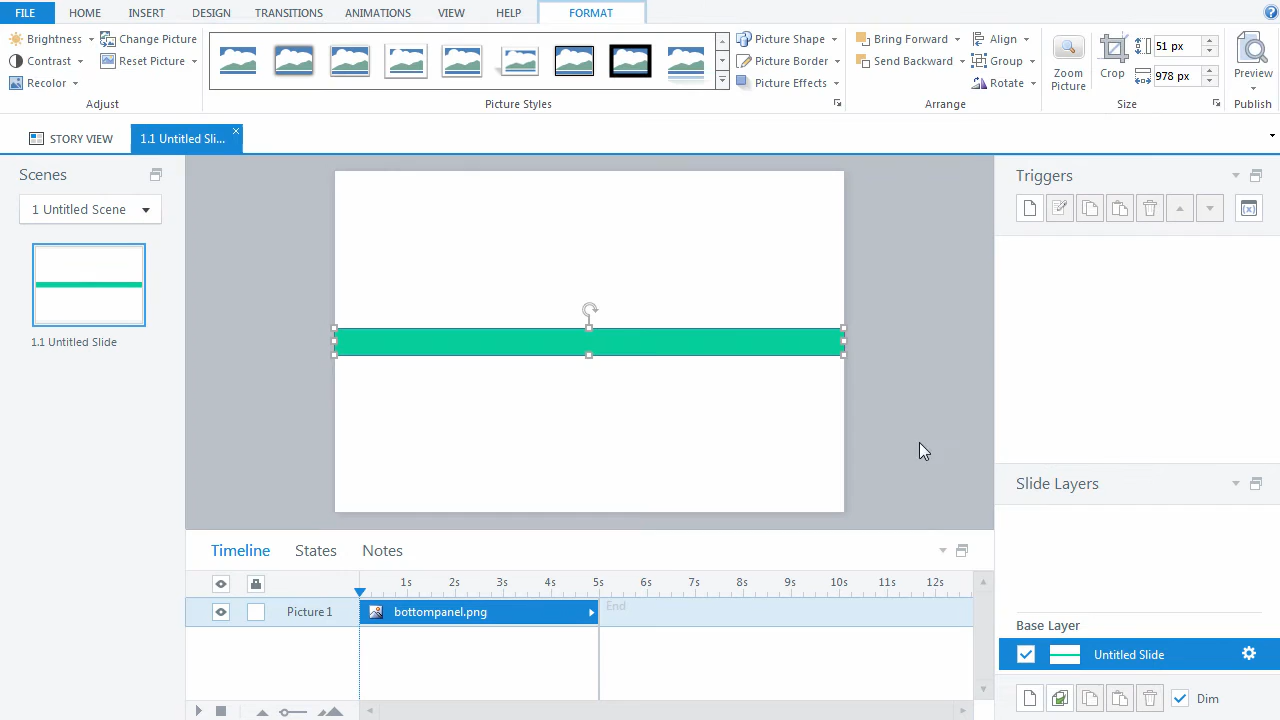 FILE HOME INSERT DESIGN TRANSITIONS ANIMATIONS VIEW HELP FORMAT
Brightness Change Picture
Contrast Reset Picture
Recolor
Adjust
Picture Styles
Picture Shape
Picture Border
Picture Effects
Bring Forward Align
Send Backward Group
Rotate
Arrange
Zoom Picture
Crop
51 px
978 px
Size
Preview
Publish
STORY VIEW 1.1 Untitled Sli...
Scenes
1 Untitled Scene
1.1 Untitled Slide
Triggers
(x)
Slide Layers
Base Layer
Untitled Slide
Dim
Timeline States Notes
1s 2s 3s 4s 5s 6s 7s 8s 9s 10s 11s 12s
Picture 1 bottompanel.png End